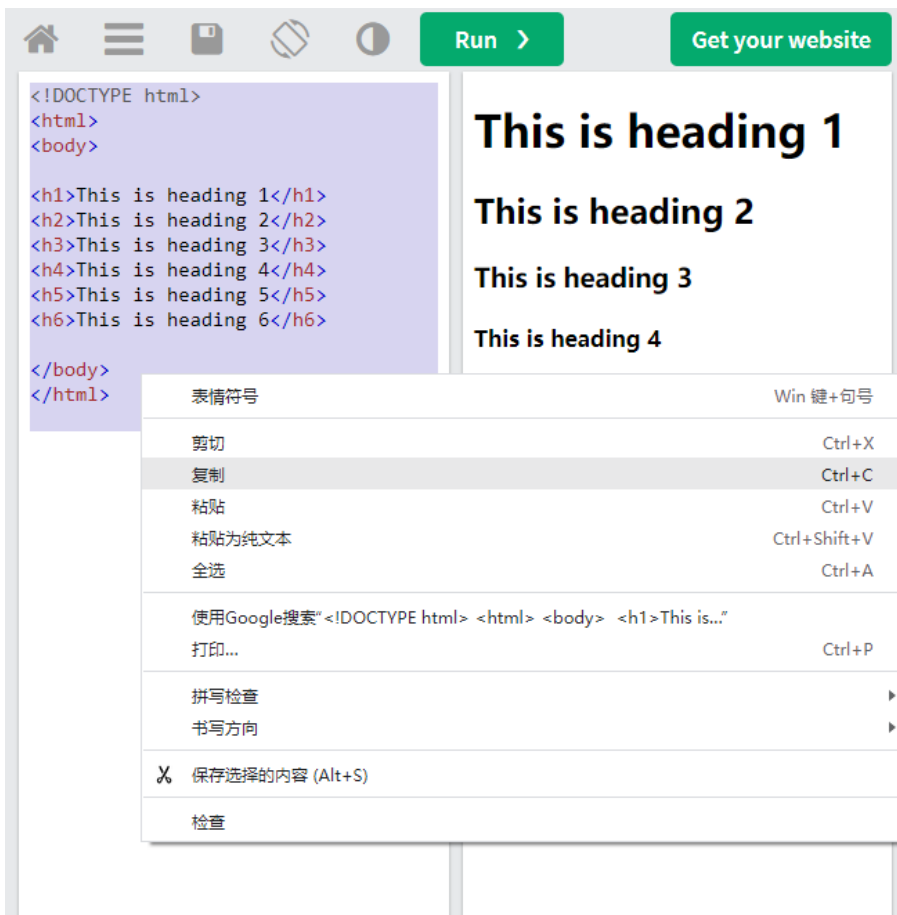 Run ❯
Get your website
<!DOCTYPE html>
<html>
<body>
<h1>This is heading 1</h1>
<h2>This is heading 2</h2>
<h3>This is heading 3</h3>
<h4>This is heading 4</h4>
<h5>This is heading 5</h5>
<h6>This is heading 6</h6>
</body>
</html>
This is heading 1
This is heading 2
This is heading 3
This is heading 4
表情符号 Win 键+句号
剪切 Ctrl+X
复制 Ctrl+C
粘贴 Ctrl+V
粘贴为纯文本 Ctrl+Shift+V
全选 Ctrl+A
使用Google搜索“<!DOCTYPE html> <html> <body> <h1>This is...”
打印... Ctrl+P
拼写检查
书写方向
保存选择的内容 (Alt+S)
检查